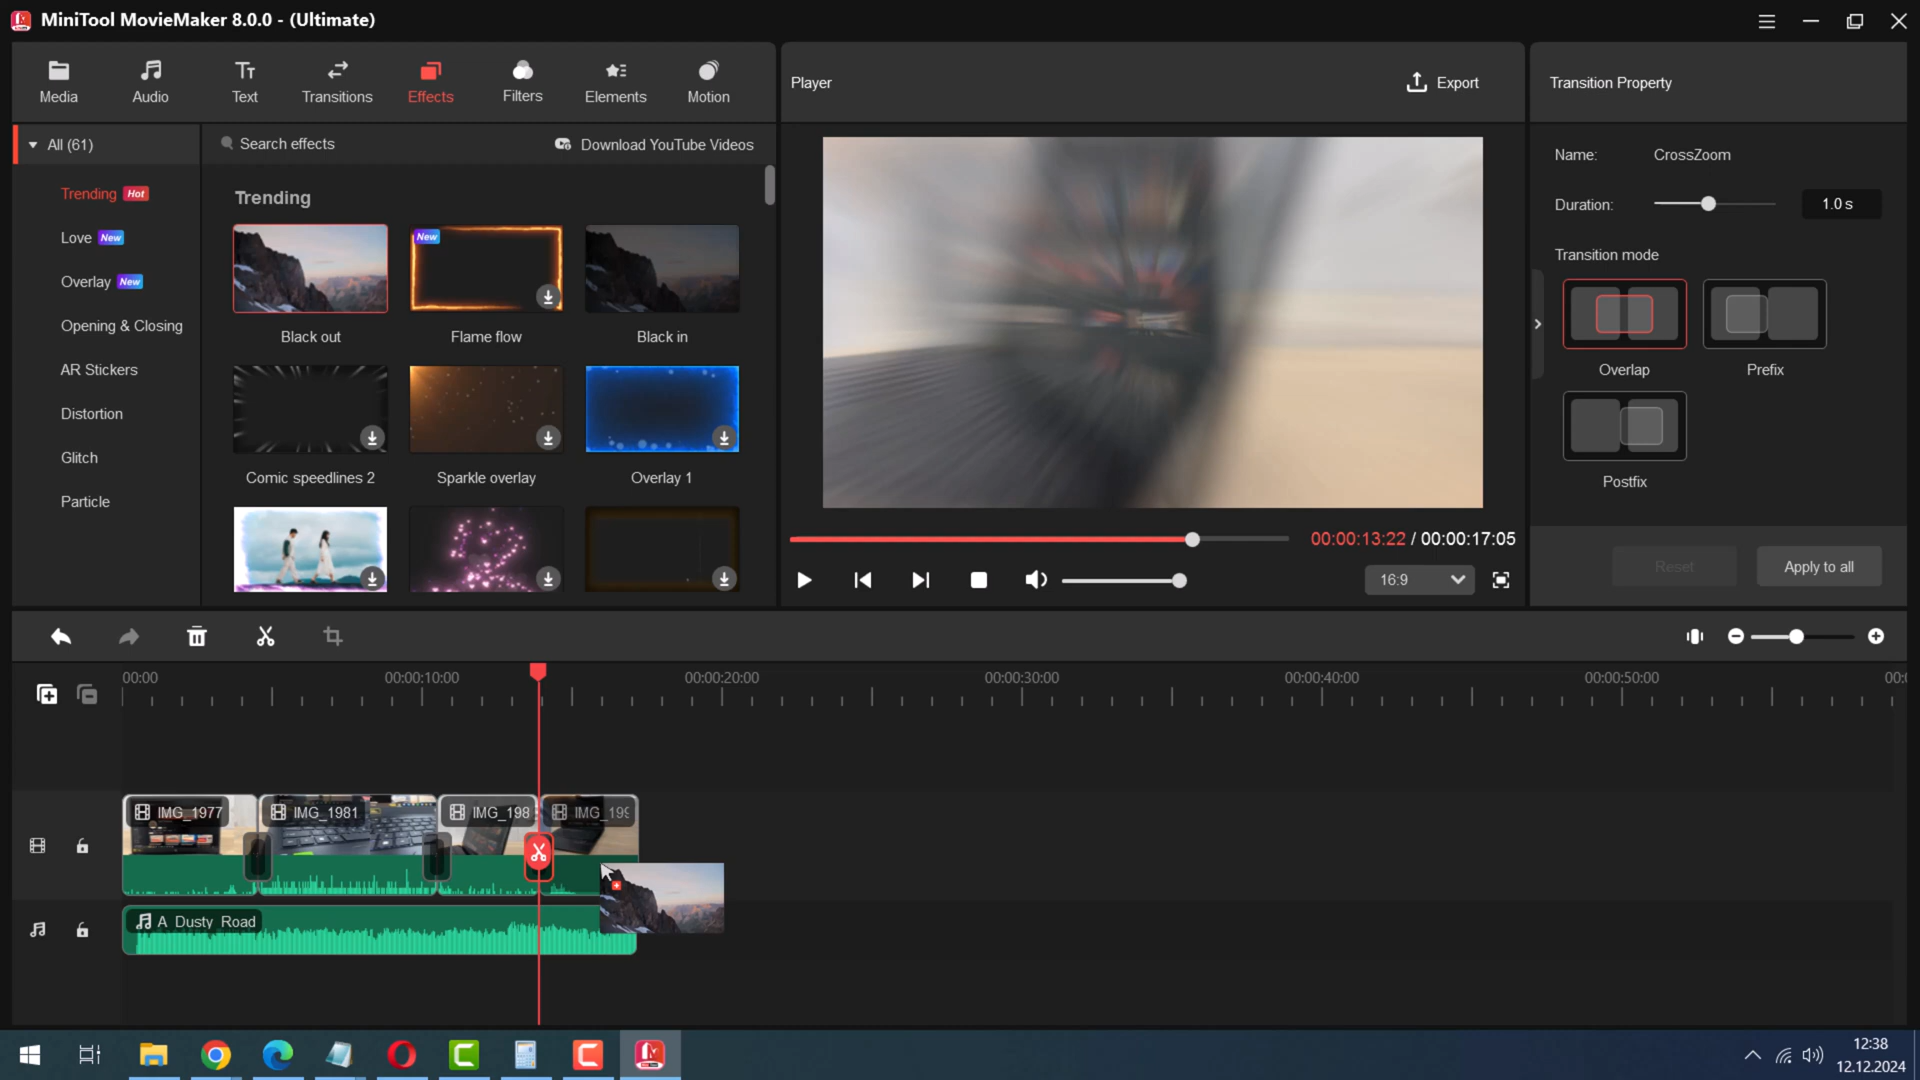 MiniTool MovieMaker 8.0.0 - (Ultimate)
Media
Audio
Text
Transitions
Effects
Filters
Elements
Motion
Player
Export
Transition Property
All (61)
Search effects
Download YouTube Videos
Trending Hot
Love New
Overlay New
Opening & Closing
AR Stickers
Distortion
Glitch
Particle
Trending
New
Black out
Flame flow
Black in
Comic speedlines 2
Sparkle overlay
Overlay 1
Name: CrossZoom
Duration: 1.0 s
Transition mode
Overlap
Prefix
Postfix
00:00:13:22 / 00:00:17:05
16:9
Reset
Apply to all
00:00
00:00:10:00
00:00:20:00
00:00:30:00
00:00:40:00
00:00:50:00
00:0
IMG_1977
IMG_1981
IMG_198
IMG_199
A Dusty Road
12:38
12.12.2024